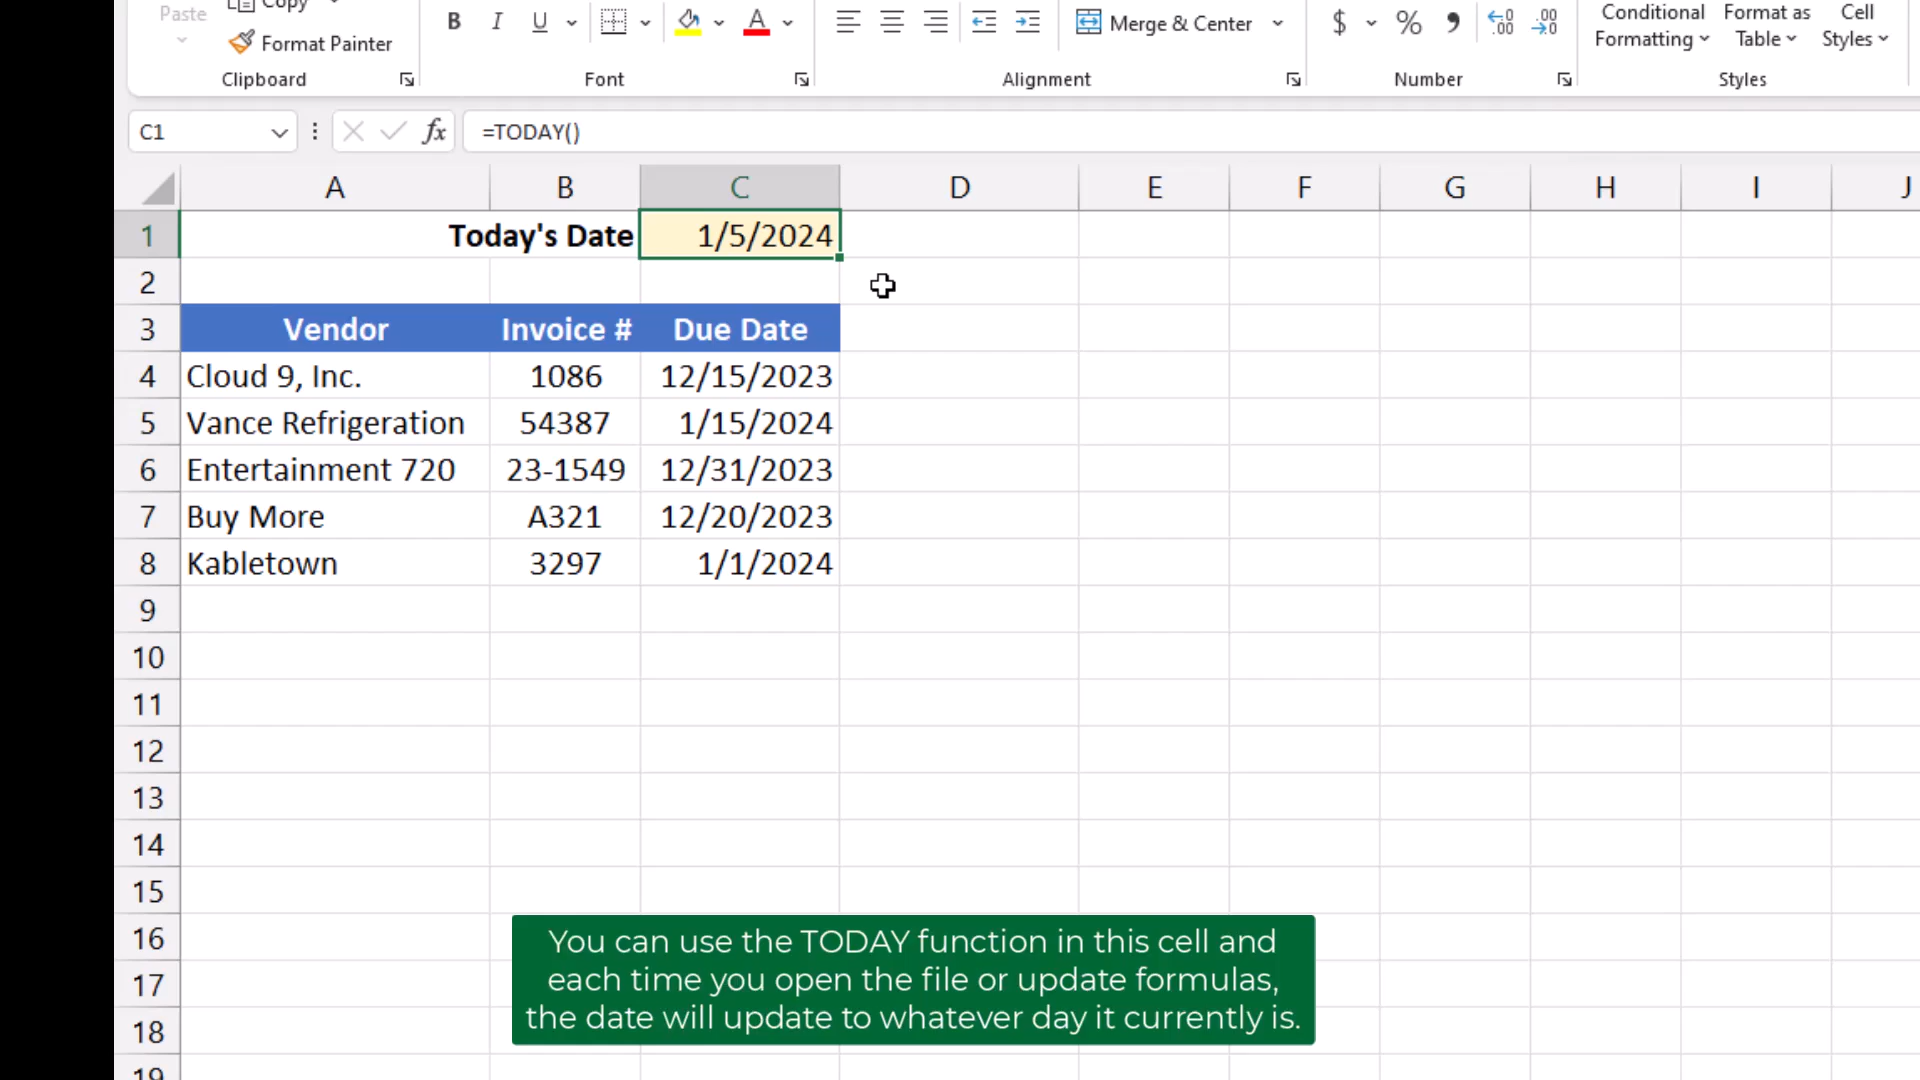 Paste
Copy
Format Painter
Clipboard
B I U
A
Font
Merge & Center
Alignment
$ % 9 .00 .00
Number
Conditional Formatting
Format as Table
Cell Styles
Styles
C1
fx
=TODAY()
A B C D E F G H I J
1 Today's Date 1/5/2024
2
3 Vendor Invoice # Due Date
4 Cloud 9, Inc. 1086 12/15/2023
5 Vance Refrigeration 54387 1/15/2024
6 Entertainment 720 23-1549 12/31/2023
7 Buy More A321 12/20/2023
8 Kabletown 3297 1/1/2024
9
10
11
12
13
14
15
16
17
18
19
You can use the TODAY function in this cell and
each time you open the file or update formulas,
the date will update to whatever day it currently is.